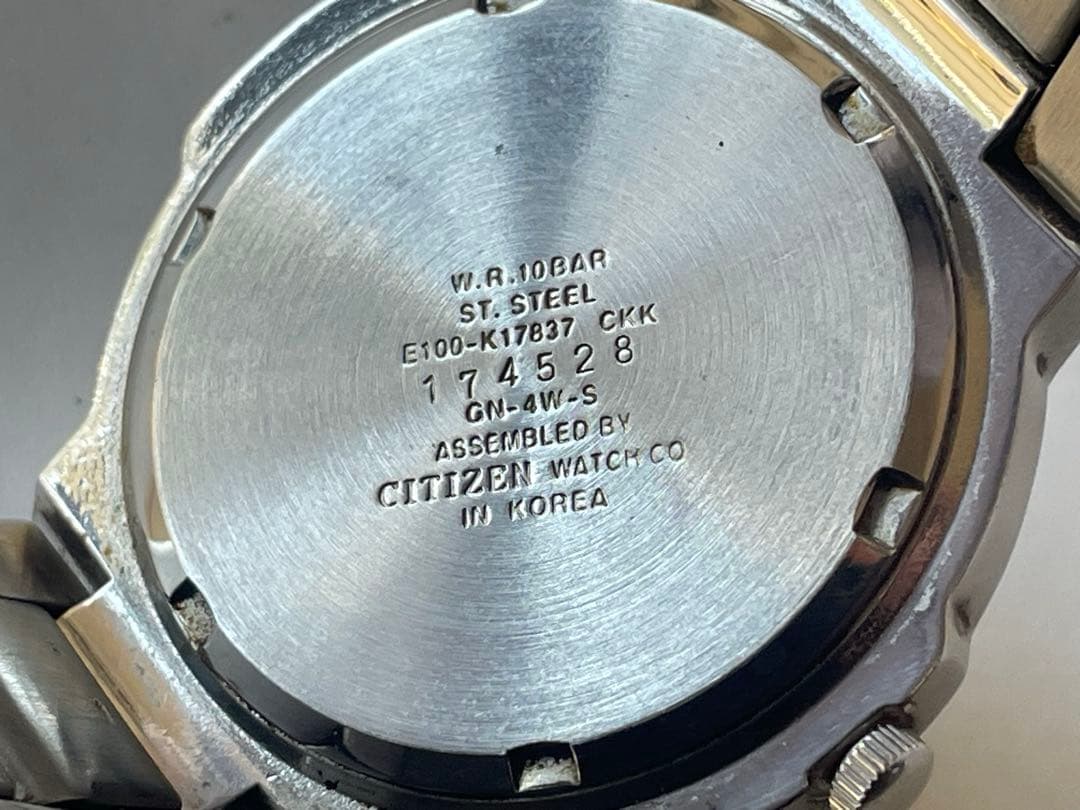 W.R.10BAR
ST. STEEL
E100-K17837 CKK
174528
GN-4W-S
ASSEMBLED BY
CITIZEN WATCH CO
IN KOREA